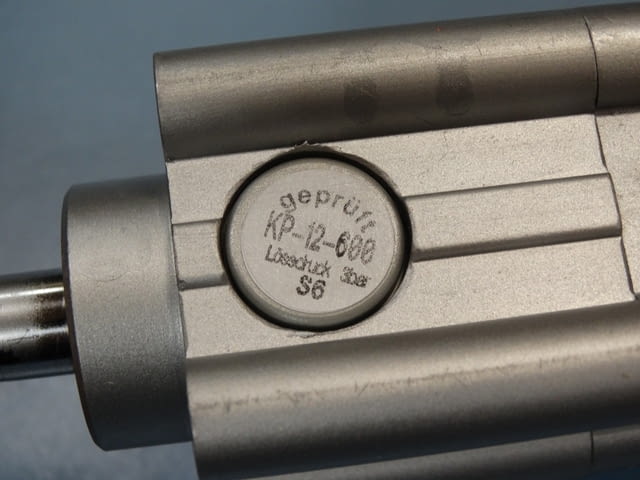 geprüft
KP-12-600
Lösedruck 3bar
S6